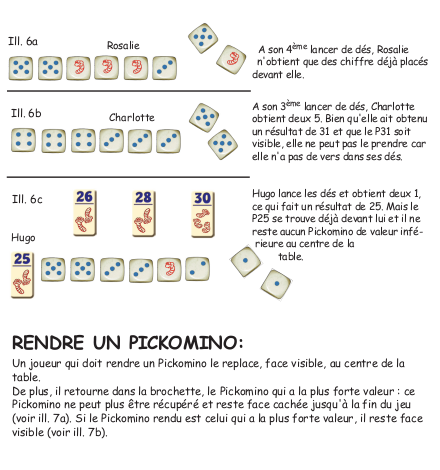 Ill. 6a
Rosalie
A son 4ème lancer de dés, Rosalie
n'obtient que des chiffre déjà placés
devant elle.
Ill. 6b
Charlotte
A son 3ème lancer de dés, Charlotte
obtient deux 5. Bien qu'elle ait obtenu
un résultat de 31 et que le P31 soit
visible, elle ne peut pas le prendre car
elle n'a pas de vers dans ses dés.
Ill. 6c
26
28
30
Hugo
25
Hugo lance les dés et obtient deux 1,
ce qui fait un résultat de 25. Mais le
P25 se trouve déjà devant lui et il ne
reste aucun Pickomino de valeur infé-
rieure au centre de la
table.
RENDRE UN PICKOMINO:
Un joueur qui doit rendre un Pickomino le replace, face visible, au centre de la
table.
De plus, il retourne dans la brochette, le Pickomino qui a la plus forte valeur : ce
Pickomino ne peut plus être récupéré et reste face cachée jusqu'à la fin du jeu
(voir ill. 7a). Si le Pickomino rendu est celui qui a la plus forte valeur, il reste face
visible (voir ill. 7b).